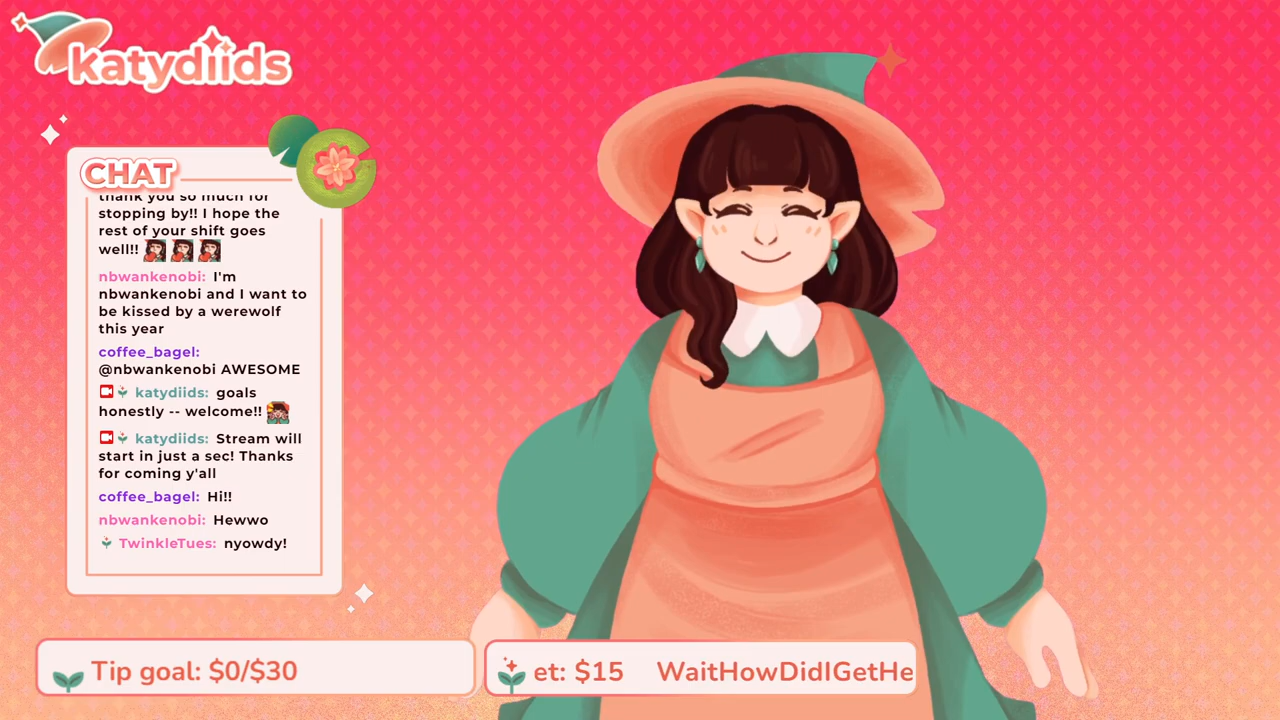 katydiids
CHAT
thank you so much for
stopping by!! I hope the
rest of your shift goes
well!!
nbwankenobi: I'm
nbwankenobi and I want to
be kissed by a werewolf
this year
coffee_bagel:
@nbwankenobi AWESOME
katydiids: goals
honestly -- welcome!!
katydiids: Stream will
start in just a sec! Thanks
for coming y'all
coffee_bagel: Hi!!
nbwankenobi: Hewwo
TwinkleTues: nyowdy!
Tip goal: $0/$30
et: $15 WaitHowDidIGetHe